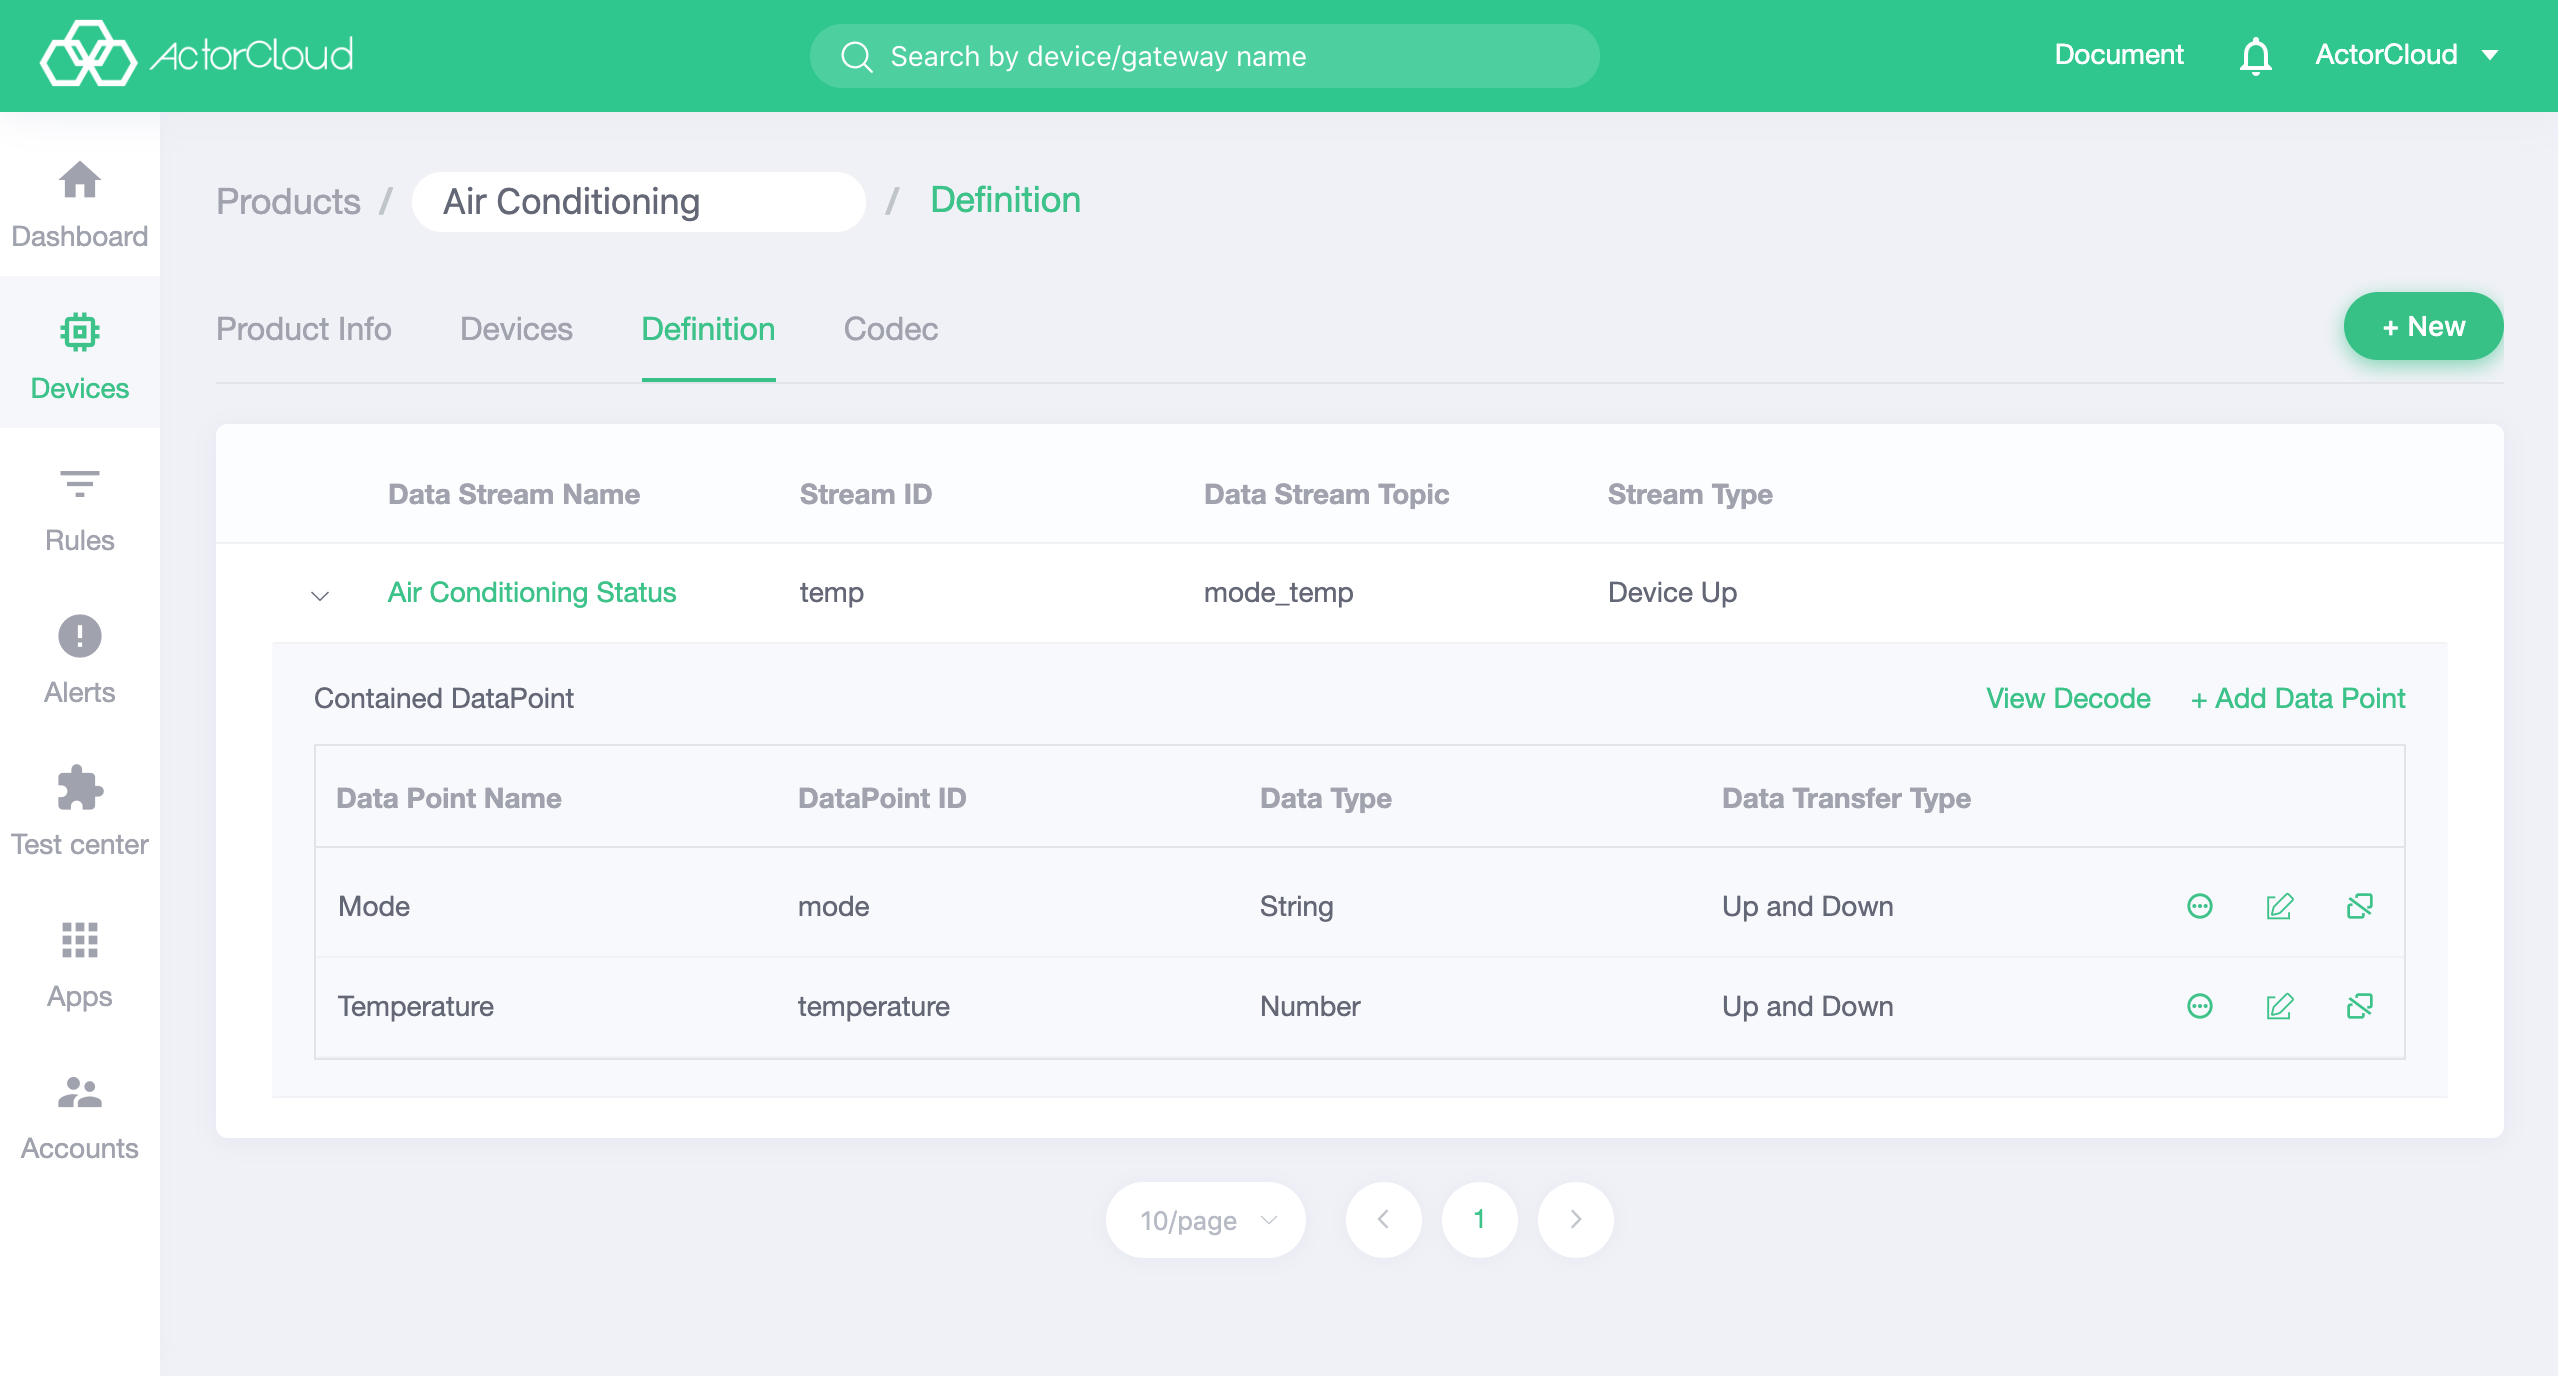 ActorCloud
Search by device/gateway name
Document
ActorCloud
Dashboard
Devices
Rules
Alerts
Test center
Apps
Accounts
Products / Air Conditioning / Definition
Product Info Devices Definition Codec
+ New
Data Stream Name Stream ID Data Stream Topic Stream Type
Air Conditioning Status temp mode_temp Device Up
Contained DataPoint View Decode + Add Data Point
Data Point Name DataPoint ID Data Type Data Transfer Type
Mode mode String Up and Down
Temperature temperature Number Up and Down
10/page 1